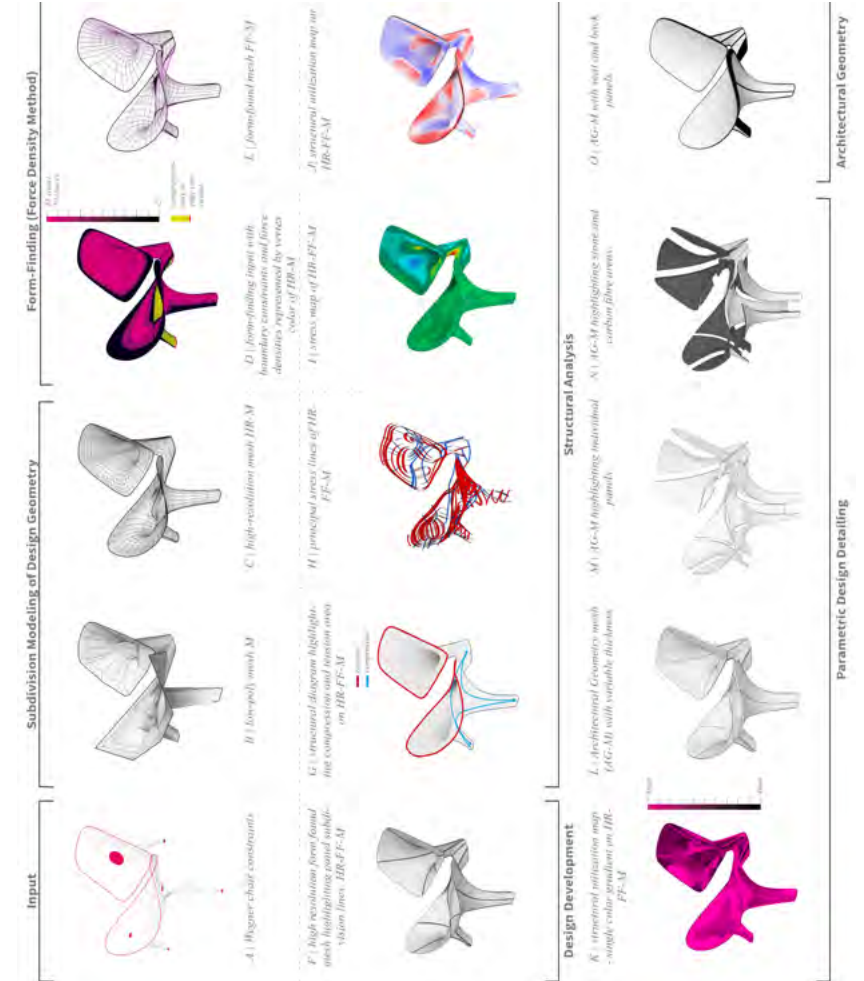 Input
Subdivision Modeling of Design Geometry
Form-Finding (Force Density Method)
A | Wegner chair constraints
B | low-poly mesh M
C | high-resolution mesh HR-M
D | form-finding input with
boundary constraints and force
densities represented by vertex
color of HR-M
E | form-found mesh FF-M
F | high resolution form found
mesh highlighting panel subdi-
vision lines. HR-FF-M
G | structural diagram highlight-
ing compression and tension area
on HR-FF-M
H | principal stress lines of HR-
FF-M
I | stress map of HR-FF-M
J | structural utilization map on
HR-FF-M
Design Development
Structural Analysis
K | structural utilization map
- single color gradient on HR-
FF-M
L | Architectural Geometry mesh
(AG-M) with variable thickness
M | AG-M highlighting individual
panels
N | AG-M highlighting stone and
carbon fibre areas.
O | AG-M with seat and back
panels.
Parametric Design Detailing
Architectural Geometry